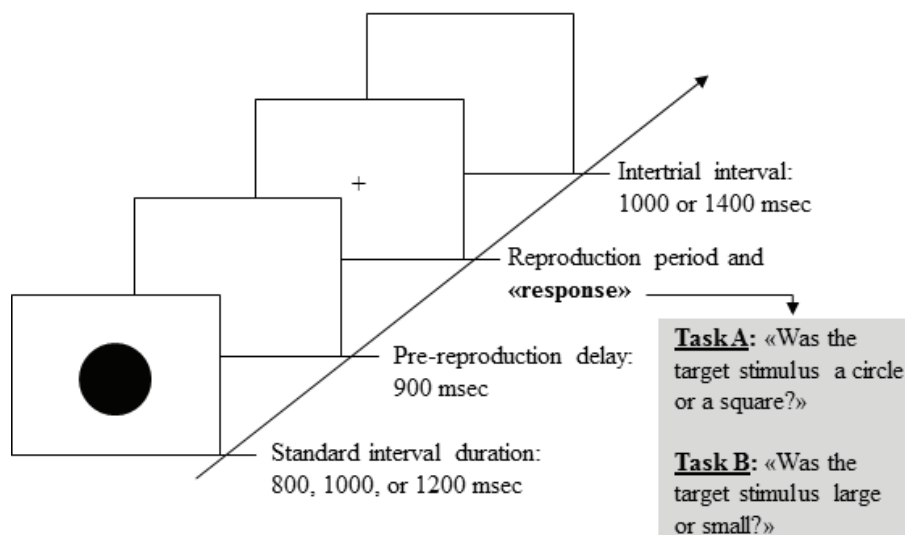 +
Intertrial interval:
1000 or 1400 msec
Reproduction period and
«response»
Pre-reproduction delay:
900 msec
Standard interval duration:
800, 1000, or 1200 msec
Task A: «Was the
target stimulus a circle
or a square?»
Task B: «Was the
target stimulus large
or small?»